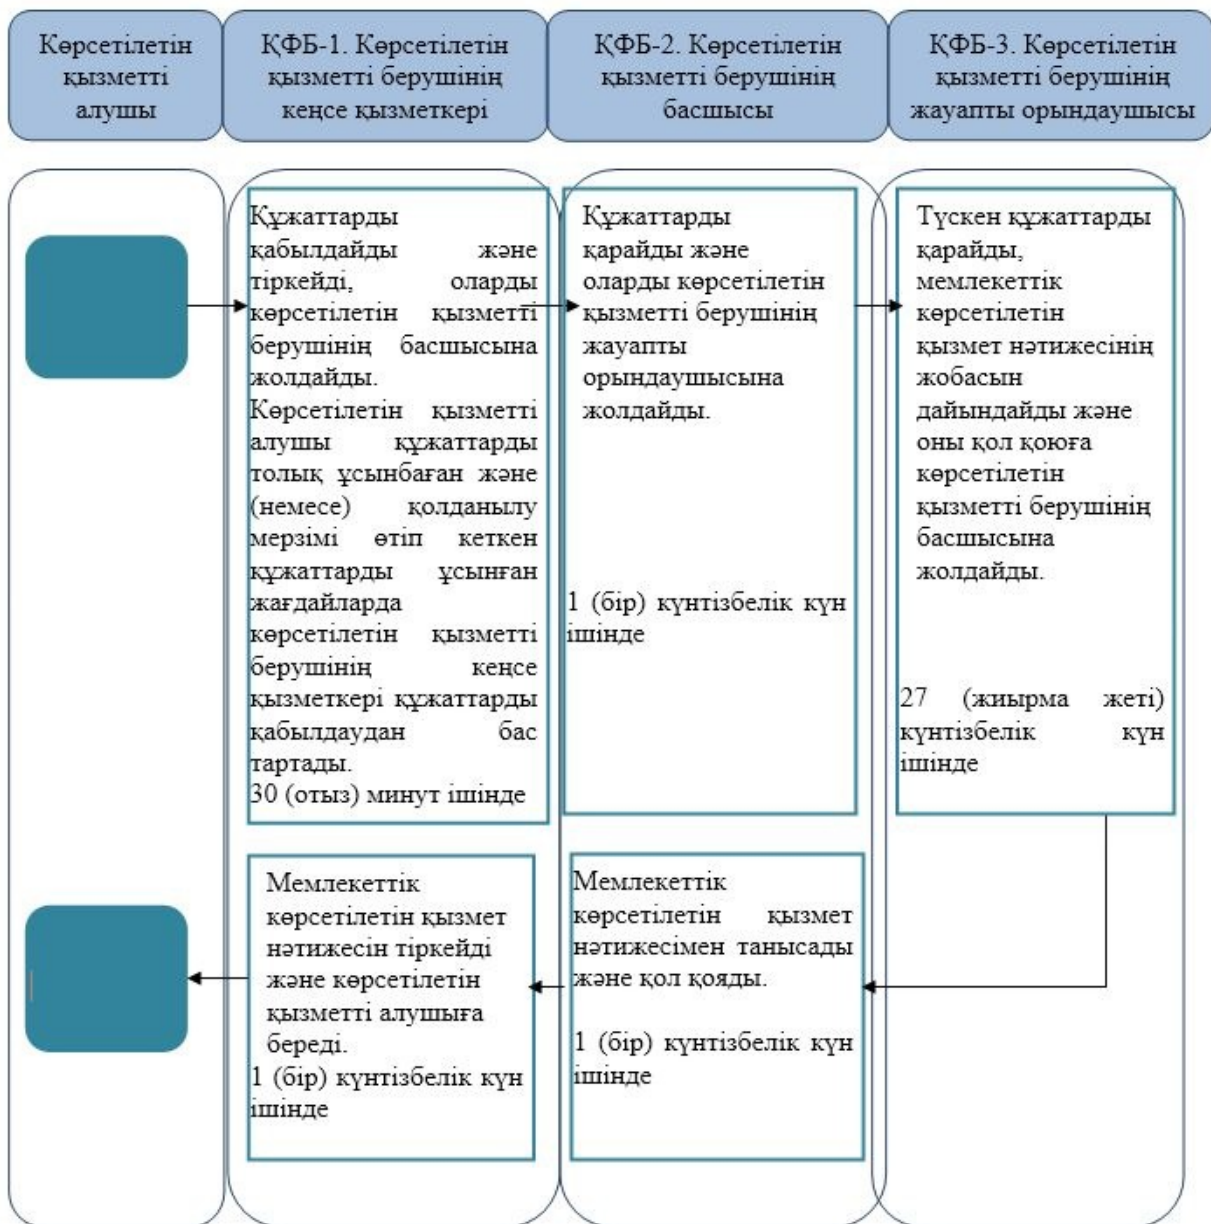 Көрсетілетін
қызметті
алушы
ҚФБ-1. Көрсетілетін
қызметті берушінің
кеңсе қызметкері
ҚФБ-2. Көрсетілетін
қызметті берушінің
басшысы
ҚФБ-3. Көрсетілетін
қызметті берушінің
жауапты орындаушысы
Құжаттарды
қабылдайды және
тіркейді, оларды
көрсетілетін қызметті
берушінің басшысына
жолдайды.
Көрсетілетін қызметті
алушы құжаттарды
толық ұсынбаған және
(немесе) қолданылу
мерзімі өтіп кеткен
құжаттарды ұсынған
жағдайларда
көрсетілетін қызметті
берушінің кеңсе
қызметкері құжаттарды
қабылдаудан бас
тартады.
30 (отыз) минут ішінде
Құжаттарды
қарайды және
оларды көрсетілетін
қызметті берушінің
жауапты
орындаушысына
жолдайды.
1 (бір) күнтізбелік күн
ішінде
Түскен құжаттарды
қарайды,
мемлекеттік
көрсетілетін
қызмет нәтижесінің
жобасын
дайындайды және
оны қол қоюға
көрсетілетін
қызметті берушінің
басшысына
жолдайды.
27 (жиырма жеті)
күнтізбелік күн
ішінде
Мемлекеттік
көрсетілетін қызмет
нәтижесін тіркейді
және көрсетілетін
қызметті алушыға
береді.
1 (бір) күнтізбелік күн
ішінде
Мемлекеттік
көрсетілетін қызмет
нәтижесімен танысады
және қол қояды.
1 (бір) күнтізбелік күн
ішінде